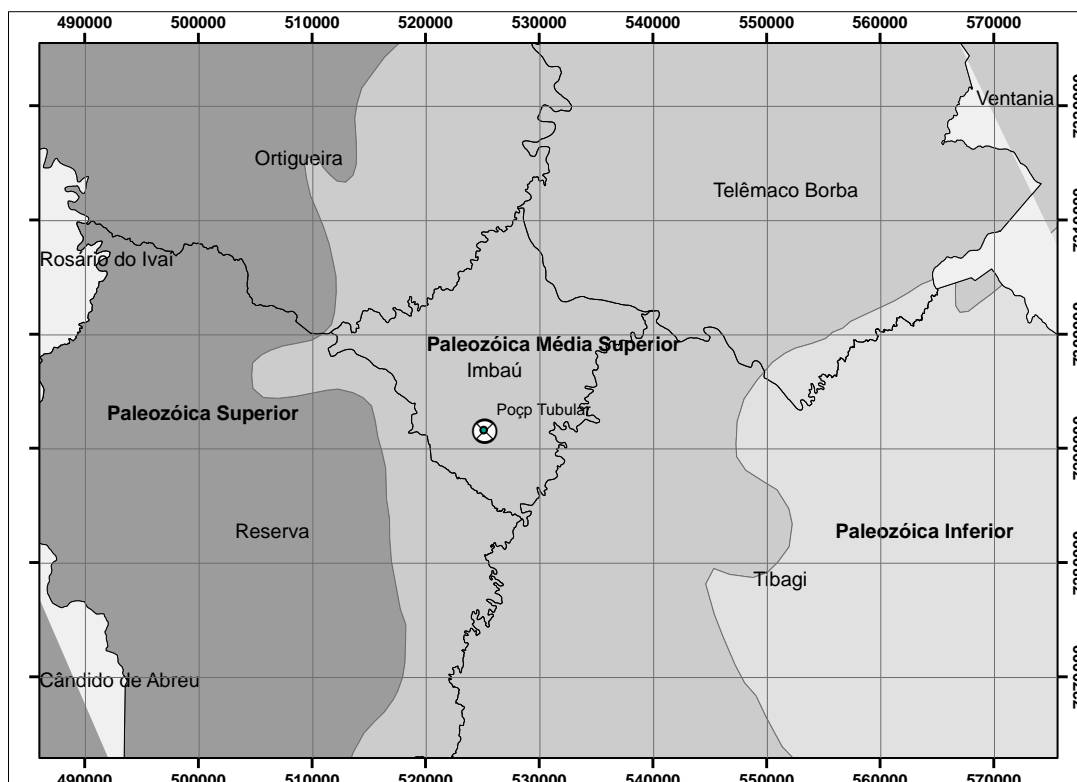 490000 500000 510000 520000 530000 540000 550000 560000 570000
Ventania
Ortigueira
Telêmaco Borba
Rosário do Ivaí
Paleozóica Média Superior
Imbaú
Paleozóica Superior
Poçp Tubular
Reserva
Paleozóica Inferior
Tibagi
Cândido de Abreu
490000 500000 510000 520000 530000 540000 550000 560000 570000